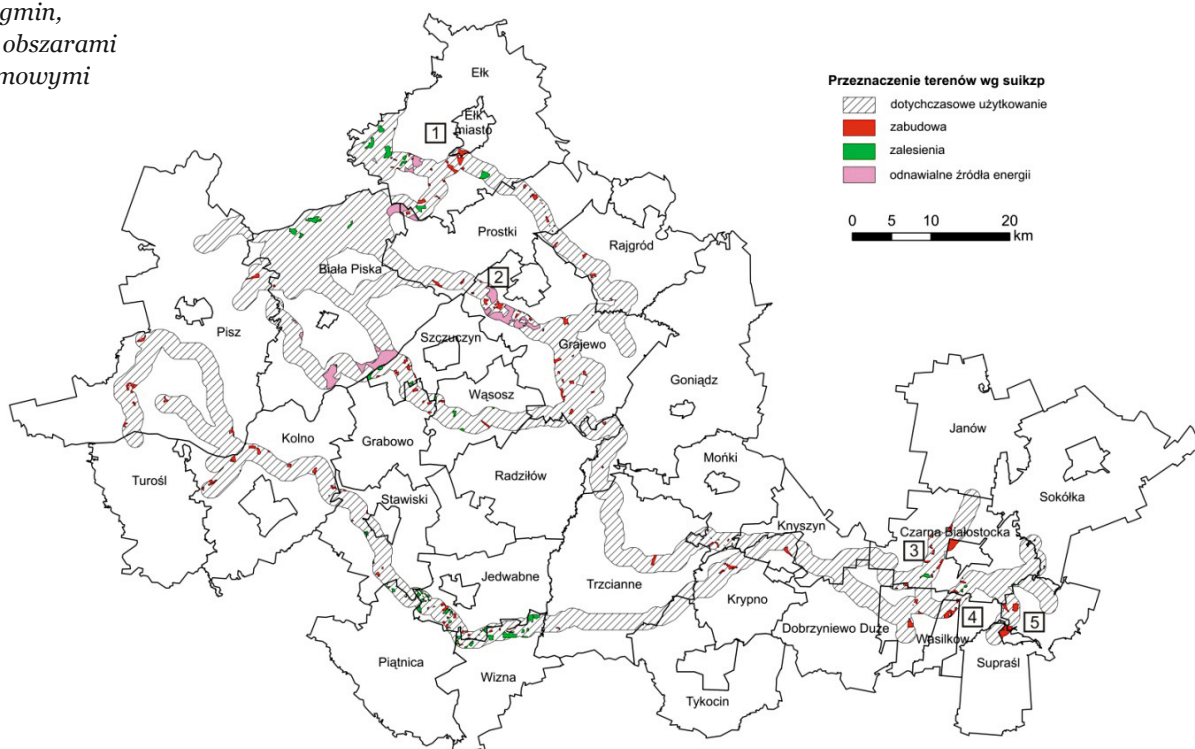 gmin,
obszarami
Przeznaczenie terenów wg suikzp
dotychczasowe użytkowanie
zabudowa
zalesienia
odnawialne źródła energii
0 5 10 20
km
Ełk
Ełk
miasto
1
Prostki
Rajgród
Biała Piska
2
Pisz
Szczuczyn
Grajewo
Goniądz
Wąsosz
Janów
Kolno
Grabowo
Mońki
Turośl
Radziłów
Sokółka
Stawiski
Knyszyn
Czarna Białostocka
3
Jedwabne
Trzcianne
Krypno
Dobrzyniewo Duże
4
5
Wasilków
Piątnica
Wizna
Supraśl
Tykocin